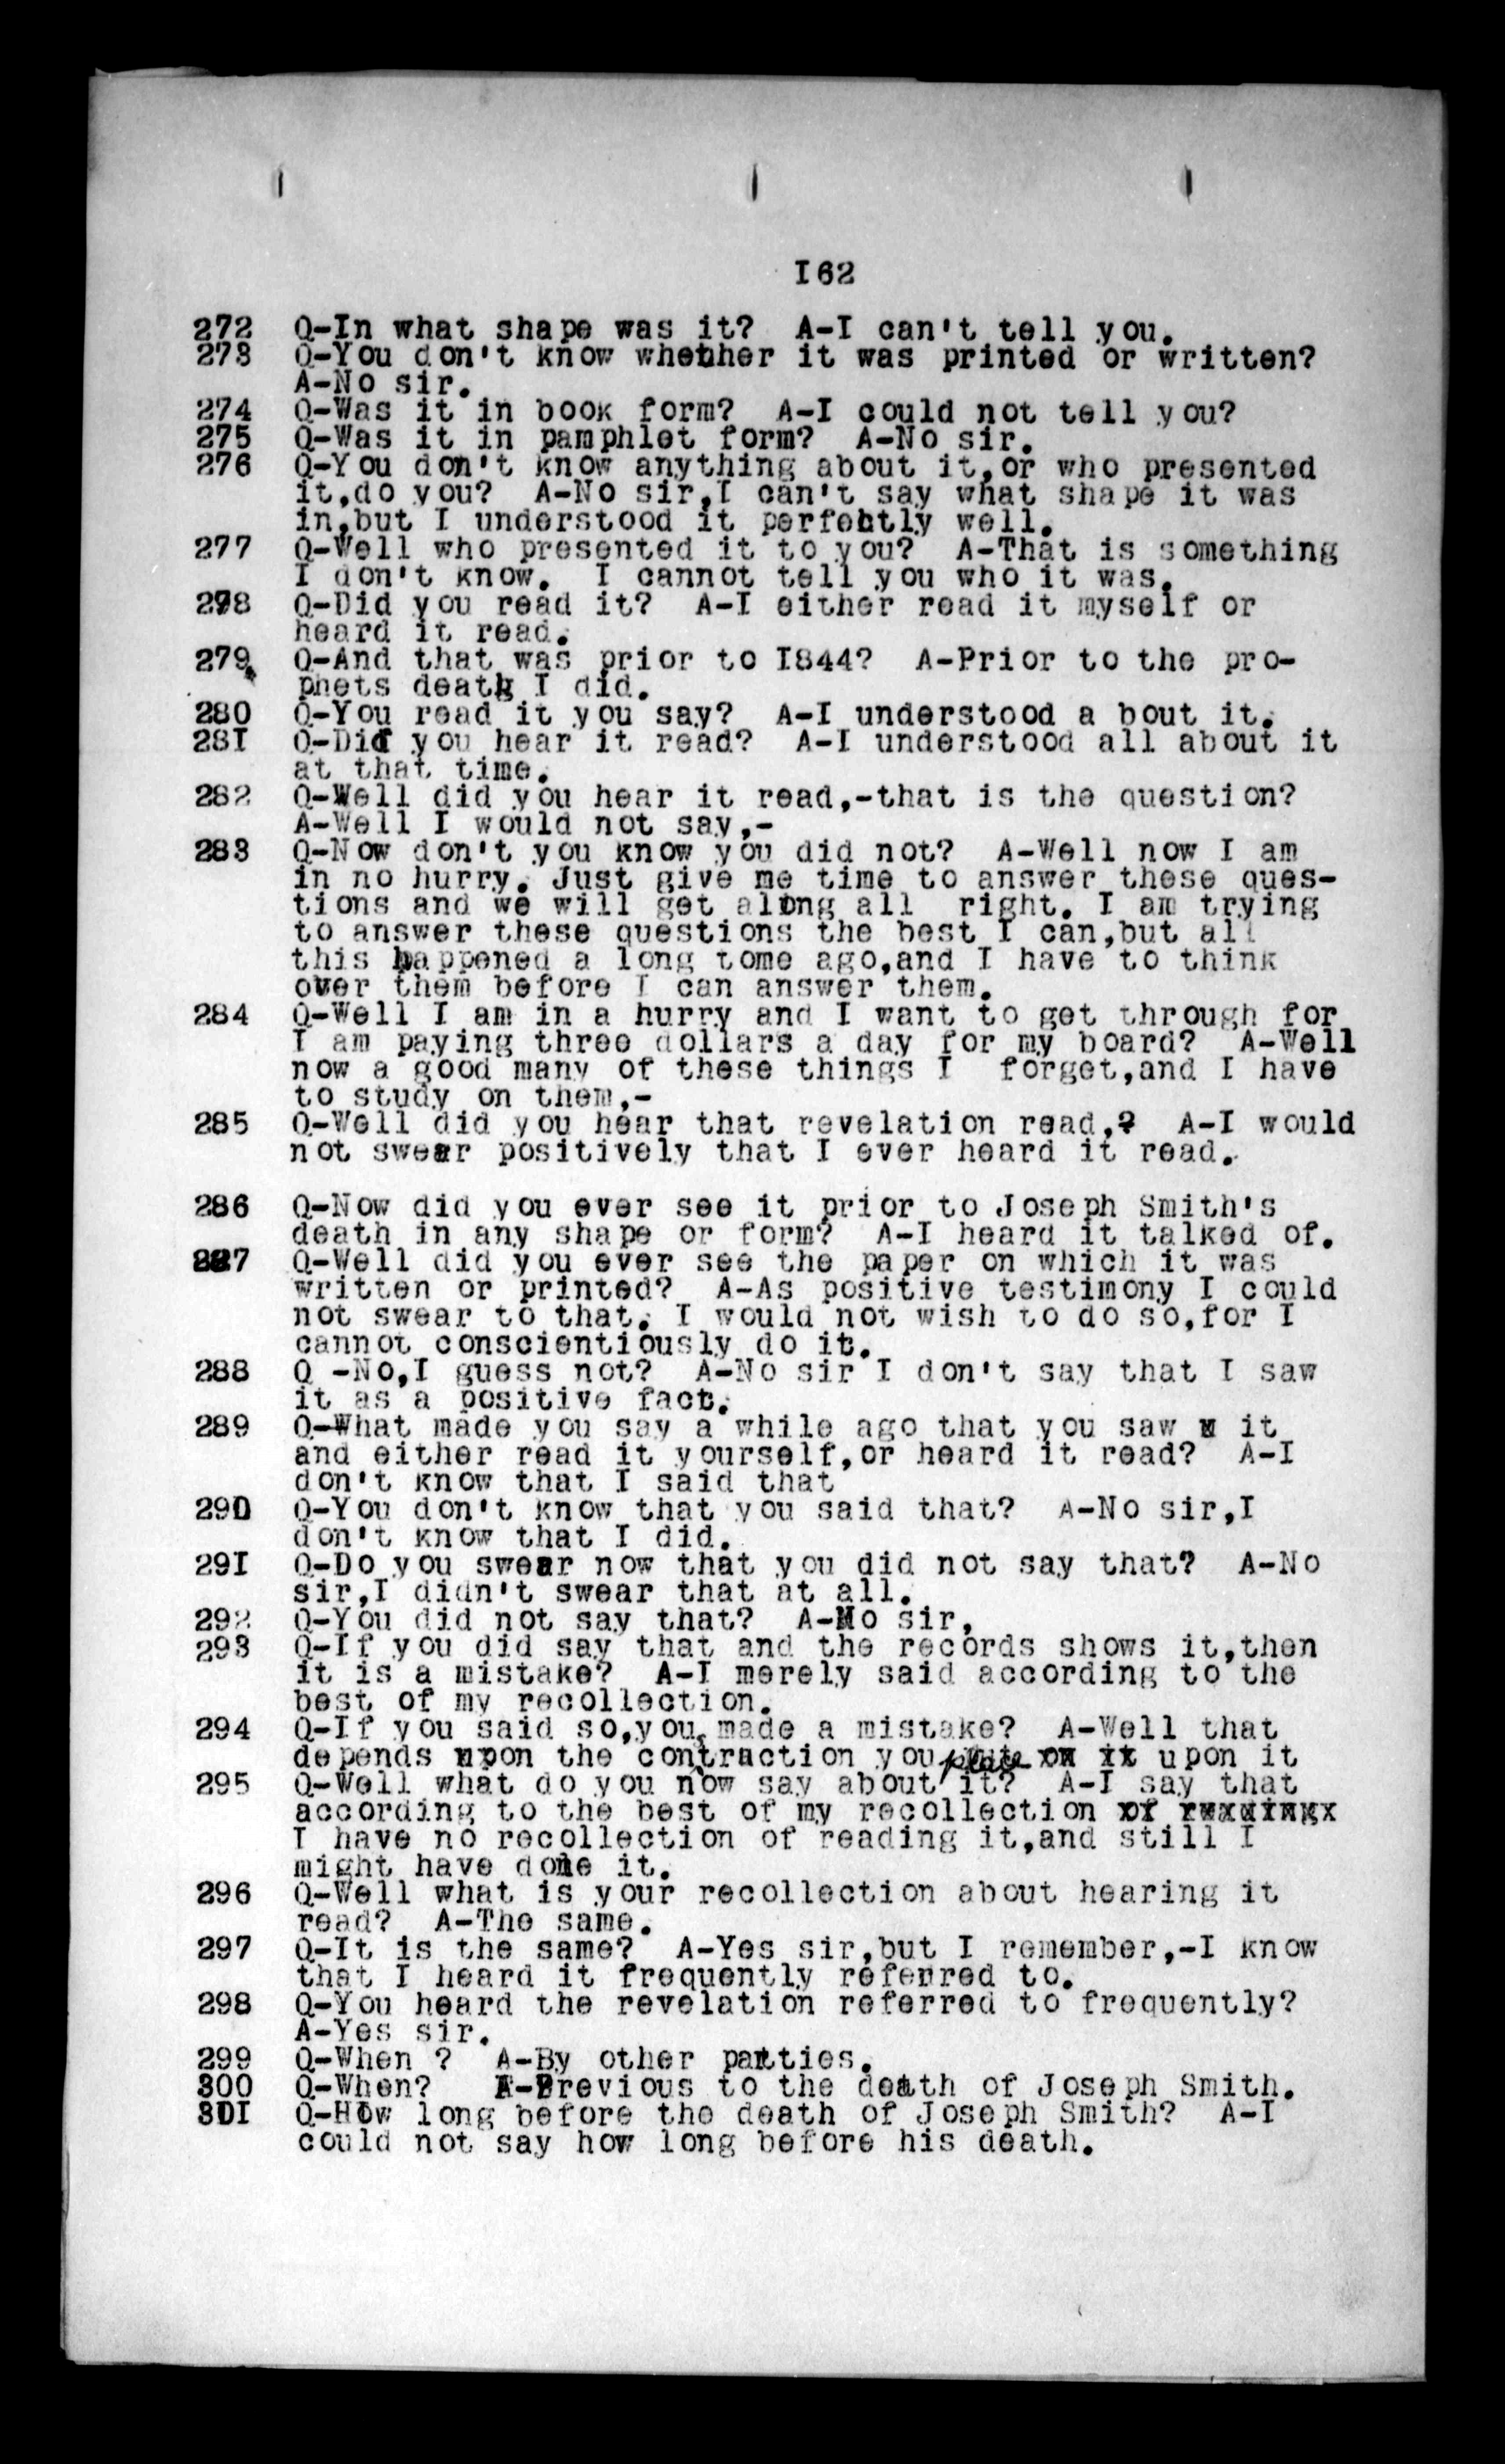 I62
272 Q-In what shape was it? A-I can't tell you.
273 Q-You don't know whether it was printed or written?
A-No sir.
274 Q-Was it in book form? A-I could not tell you?
275 Q-Was it in pamphlet form? A-No sir.
276 Q-You don't know anything about it,or who presented
it,do you? A-No sir,I can't say what shape it was
in,but I understood it perfectly well.
277 Q-Well who presented it to you? A-That is something
I don't know. I cannot tell you who it was.
278 Q-Did you read it? A-I either read it myself or
heard it read.
279 Q-And that was prior to I844? A-Prior to the pro-
phets death I did.
280 Q-You read it you say? A-I understood a bout it.
28I Q-Did you hear it read? A-I understood all about it
at that time.
282 Q-Well did you hear it read,-that is the question?
A-Well I would not say,-
283 Q-Now don't you know you did not? A-Well now I am
in no hurry. Just give me time to answer these ques-
tions and we will get along all right. I am trying
to answer these questions the best I can,but all
this happened a long tome ago,and I have to think
over them before I can answer them.
284 Q-Well I am in a hurry and I want to get through for
I am paying three dollars a day for my board? A-Well
now a good many of these things I forget,and I have
to study on them,-
285 Q-Well did you hear that revelation read,? A-I would
not swear positively that I ever heard it read.
286 Q-Now did you ever see it prior to Joseph Smith's
death in any shape or form? A-I heard it talked of.
287 Q-Well did you ever see the paper on which it was
written or printed? A-As positive testimony I could
not swear to that. I would not wish to do so,for I
cannot conscientiously do it.
288 Q -No,I guess not? A-No sir I don't say that I saw
it as a positive fact.
289 Q-What made you say a while ago that you saw it
and either read it yourself,or heard it read? A-I
don't know that I said that
290 Q-You don't know that you said that? A-No sir,I
don't know that I did.
29I Q-Do you swear now that you did not say that? A-No
sir,I didn't swear that at all.
292 Q-You did not say that? A-No sir,
293 Q-If you did say that and the records shows it,then
it is a mistake? A-I merely said according to the
best of my recollection.
294 Q-If you said so,you made a mistake? A-Well that
depends upon the contruction you place upon it
295 Q-Well what do you now say about it? A-I say that
according to the best of my recollection
I have no recollection of reading it,and still I
might have done it.
296 Q-Well what is your recollection about hearing it
read? A-The same.
297 Q-It is the same? A-Yes sir,but I remember,-I know
that I heard it frequently referred to.
298 Q-You heard the revelation referred to frequently?
A-Yes sir.
299 Q-When ? A-By other parties.
300 Q-When? A-Previous to the death of Joseph Smith.
30I Q-How long before the death of Joseph Smith? A-I
could not say how long before his death.